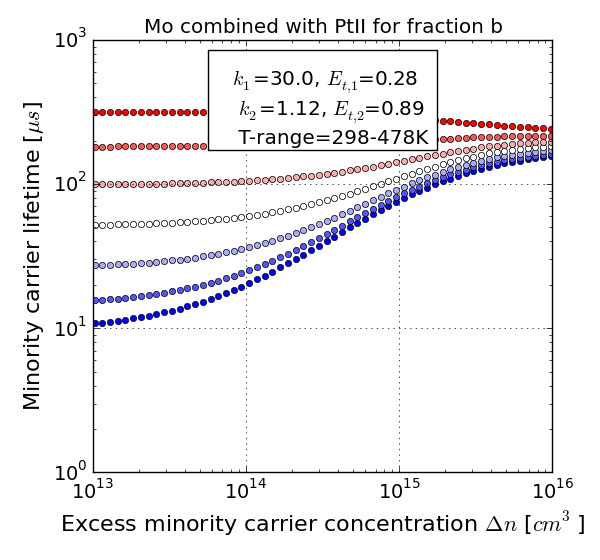 Mo combined with PtII for fraction b
10³
k₁=30.0, Eₜ,₁=0.28
k₂=1.12, Eₜ,₂=0.89
T-range=298-478K
10²
10¹
10⁰
Minority carrier lifetime [μs]
10¹³ 10¹⁴ 10¹⁵ 10¹⁶
Excess minority carrier concentration Δn [cm³ ]